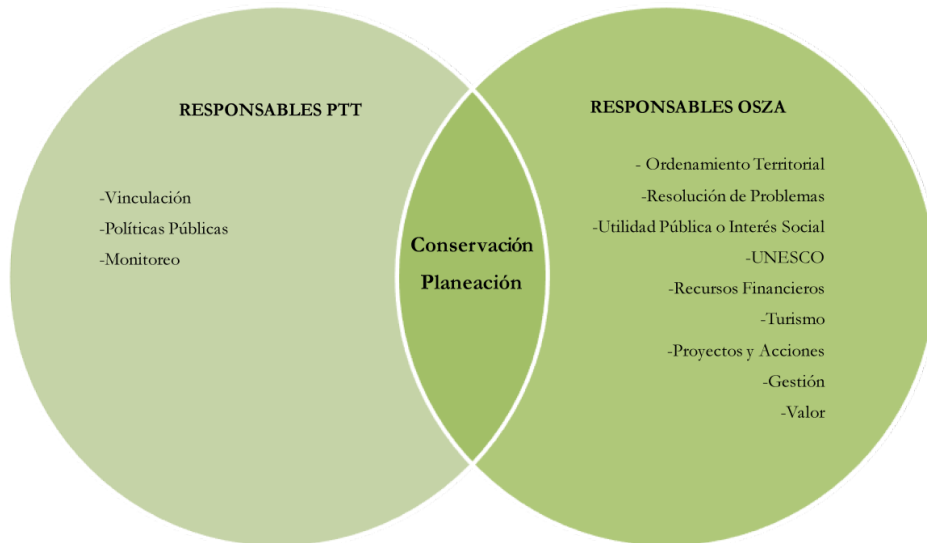 RESPONSABLES PTT
-Vinculación
-Políticas Públicas
-Monitoreo
Conservación
Planeación
RESPONSABLES OSZA
- Ordenamiento Territorial
-Resolución de Problemas
-Utilidad Pública o Interés Social
-UNESCO
-Recursos Financieros
-Turismo
-Proyectos y Acciones
-Gestión
-Valor